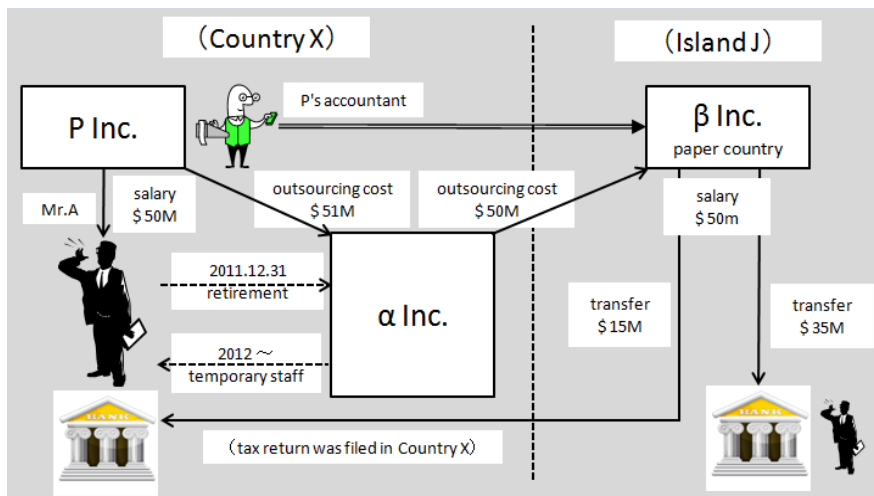 （Country X）
（Island J）
P Inc.
P's accountant
β Inc.
paper country
Mr.A
salary
$ 50M
outsourcing cost
$ 51M
outsourcing cost
$ 50M
salary
$ 50m
2011.12.31
retirement
α Inc.
transfer
$ 15M
transfer
$ 35M
2012 ～
temporary staff
BANK
BANK
（tax return was filed in Country X）